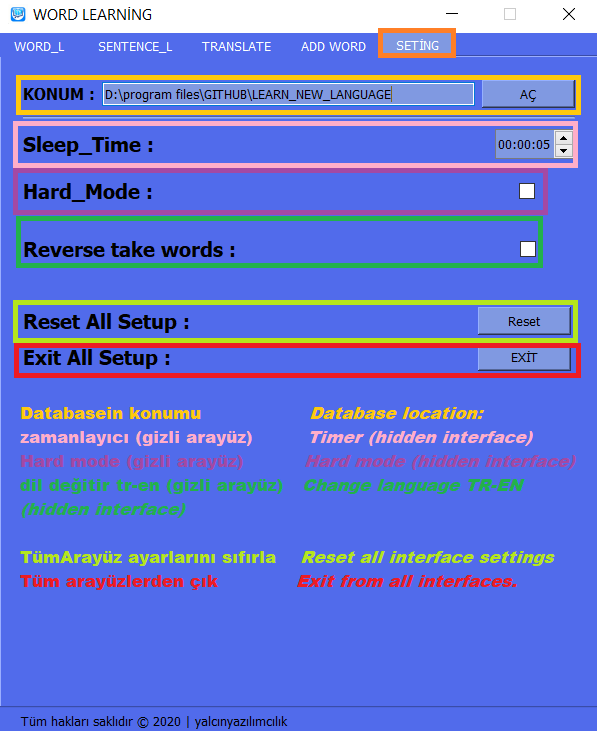 WORD LEARNİNG
WORD_L SENTENCE_L TRANSLATE ADD WORD SETİNG
KONUM : D:\program files\GITHUB\LEARN_NEW_LANGUAGE AÇ
Sleep_Time : 00:00:05
Hard_Mode :
Reverse take words :
Reset All Setup : Reset
Exit All Setup : EXİT
Databasein konumu Database location:
zamanlayıcı (gizli arayüz) Timer (hidden interface)
Hard mode (gizli arayüz) Hard mode (hidden interface)
dil değitir tr-en (gizli arayüz) Change language TR-EN
(hidden interface)
TümArayüz ayarlarını sıfırla Reset all interface settings
Tüm arayüzlerden çık Exit from all interfaces.
Tüm hakları saklıdır © 2020 | yalcınyazılımcılık